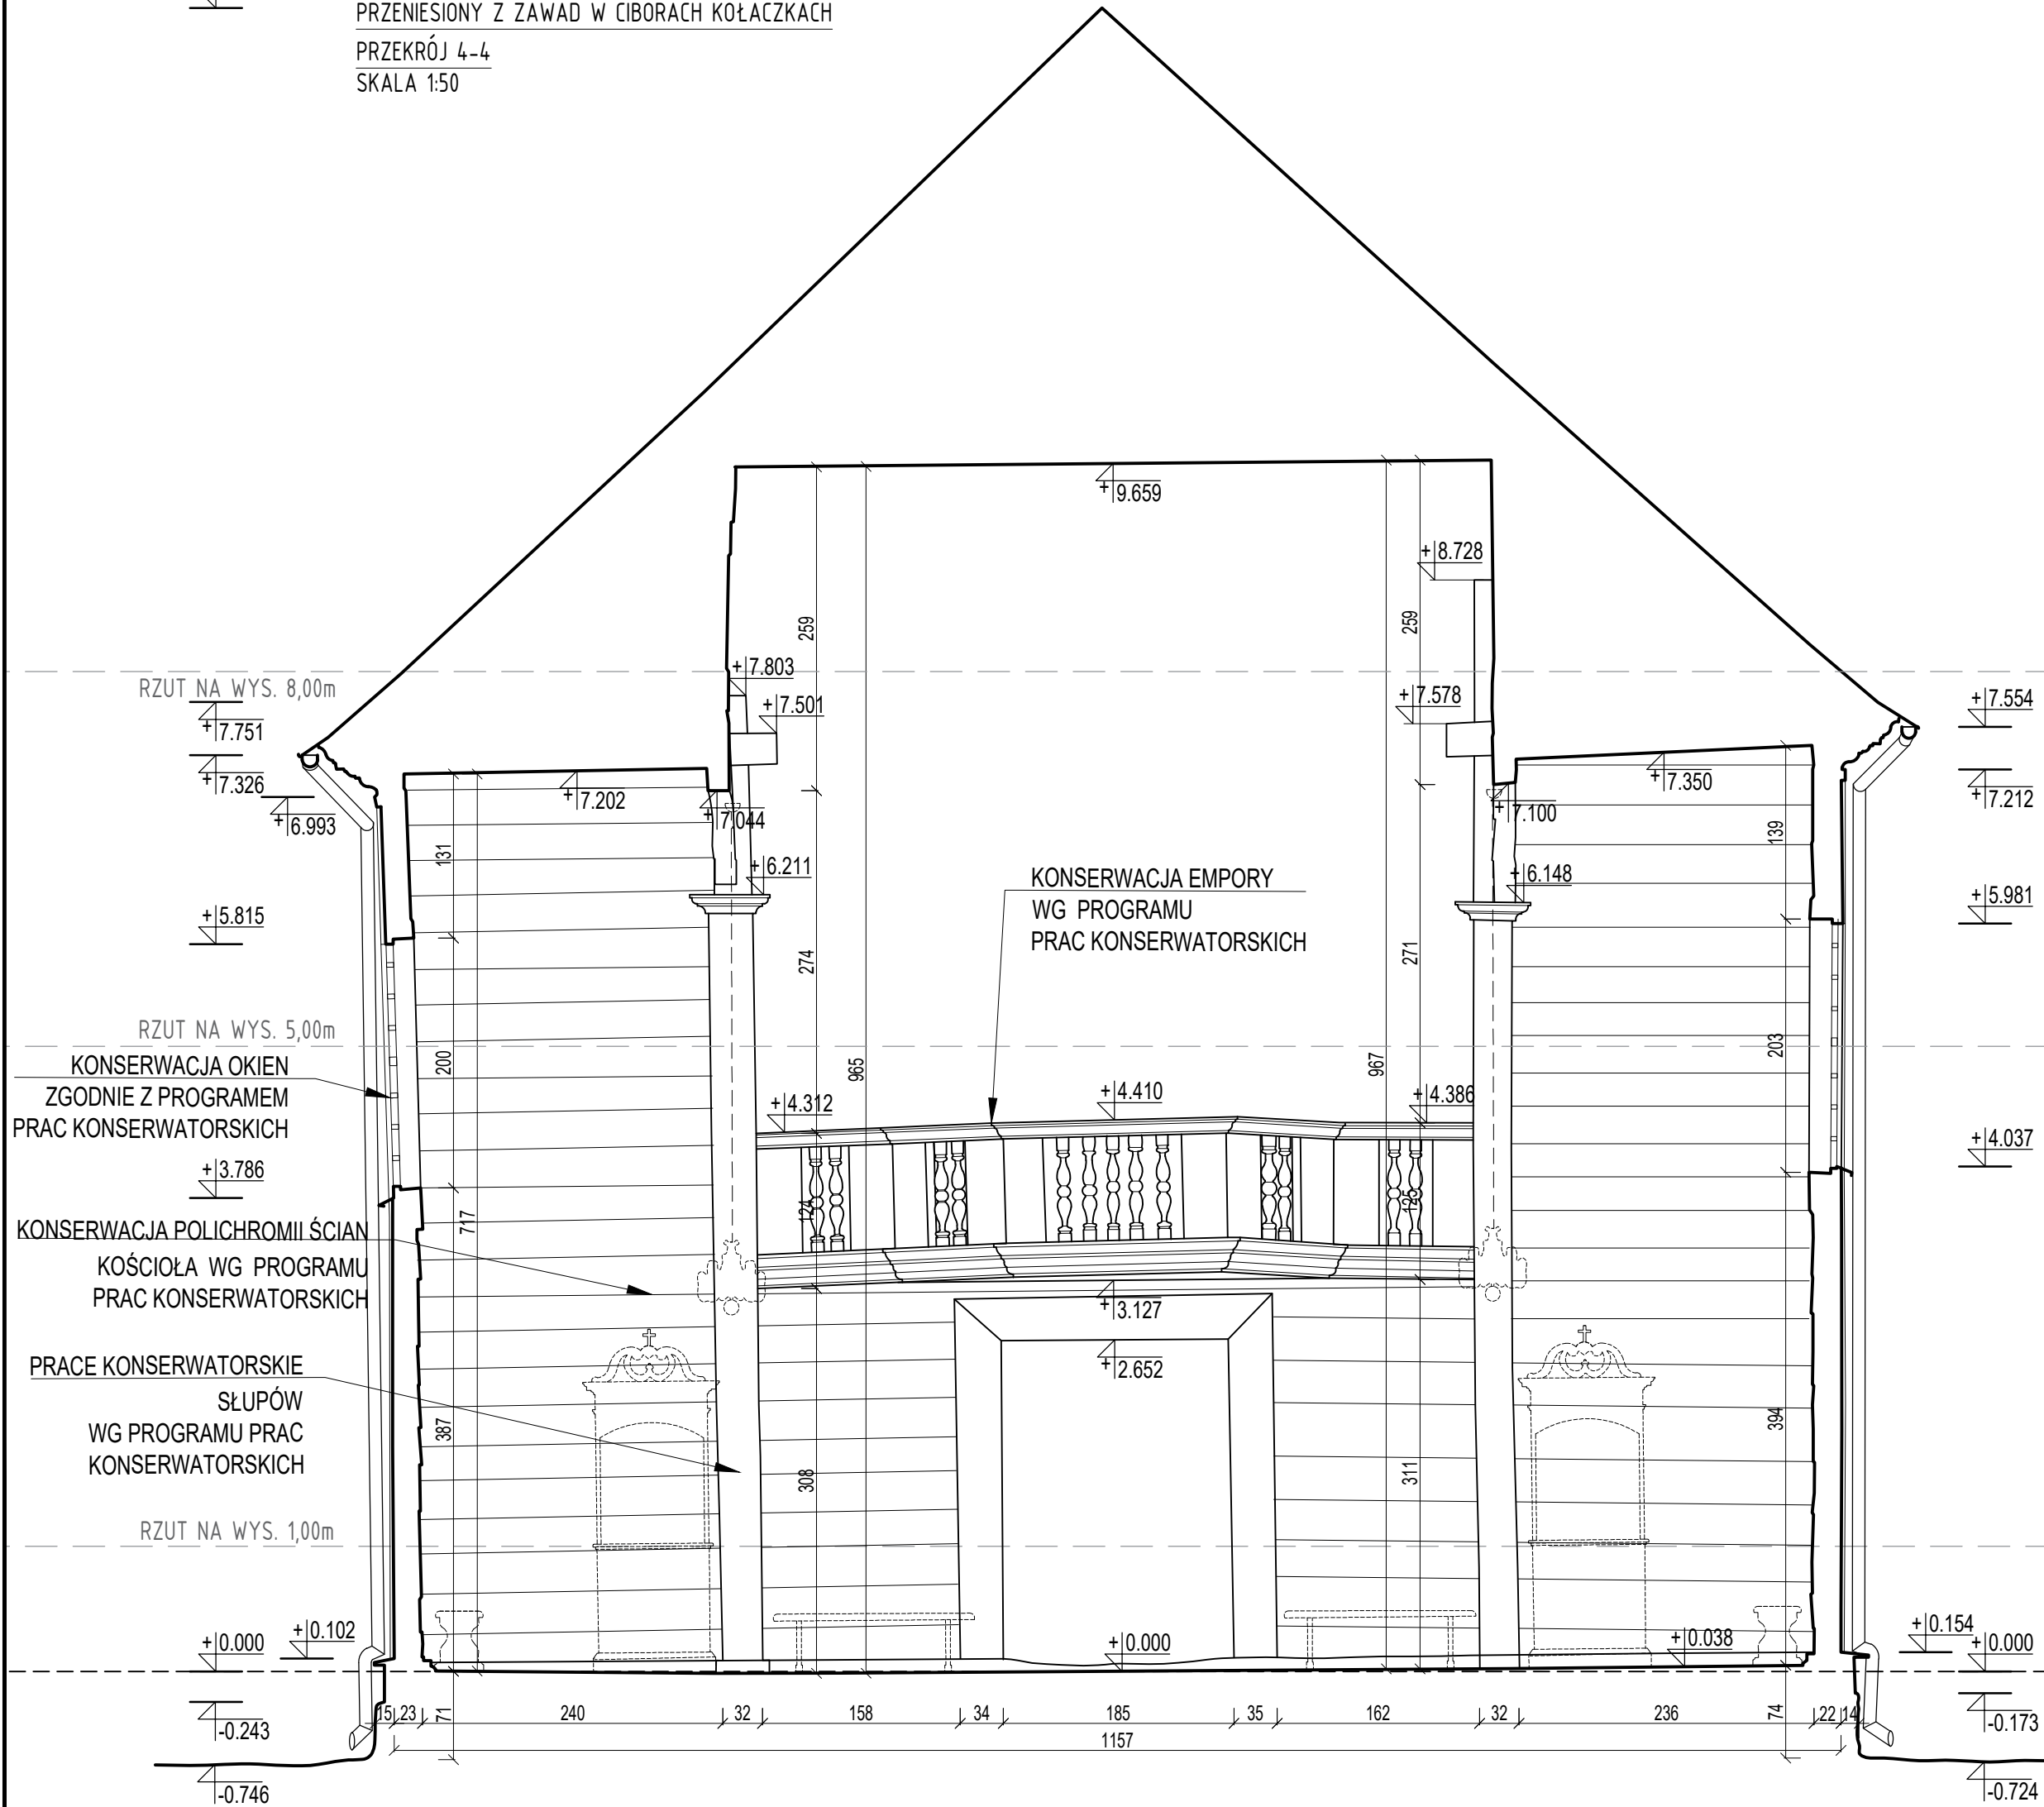 PRZENIESIONY Z ZAWAD W CIBORACH KOŁACZKACH
PRZEKRÓJ 4-4
SKALA 1:50
+9.659
+8.728
259
259
+7.803
RZUT NA WYS. 8,00m
+7.501
+7.578
+7.554
+7.751
+7.326
+7.202
+7.350
+7.212
+6.993
+7.044
+7.100
131
139
+6.211
+6.148
KONSERWACJA EMPORY
WG PROGRAMU
PRAC KONSERWATORSKICH
+5.815
+5.981
274
271
RZUT NA WYS. 5,00m
200
965
967
203
KONSERWACJA OKIEN
ZGODNIE Z PROGRAMEM
PRAC KONSERWATORSKICH
+4.312
+4.410
+4.386
+4.037
+3.786
124
125
717
KONSERWACJA POLICHROMII ŚCIAN
KOŚCIOŁA WG PROGRAMU
PRAC KONSERWATORSKICH
+3.127
+2.652
PRACE KONSERWATORSKIE
SŁUPÓW
WG PROGRAMU PRAC
KONSERWATORSKICH
387
308
311
394
RZUT NA WYS. 1,00m
+0.000
+0.102
+0.000
+0.038
+0.154
+0.000
15 23 71 240 32 158 34 185 35 162 32 236 74 22 14
-0.243
-0.173
1157
-0.746
-0.724